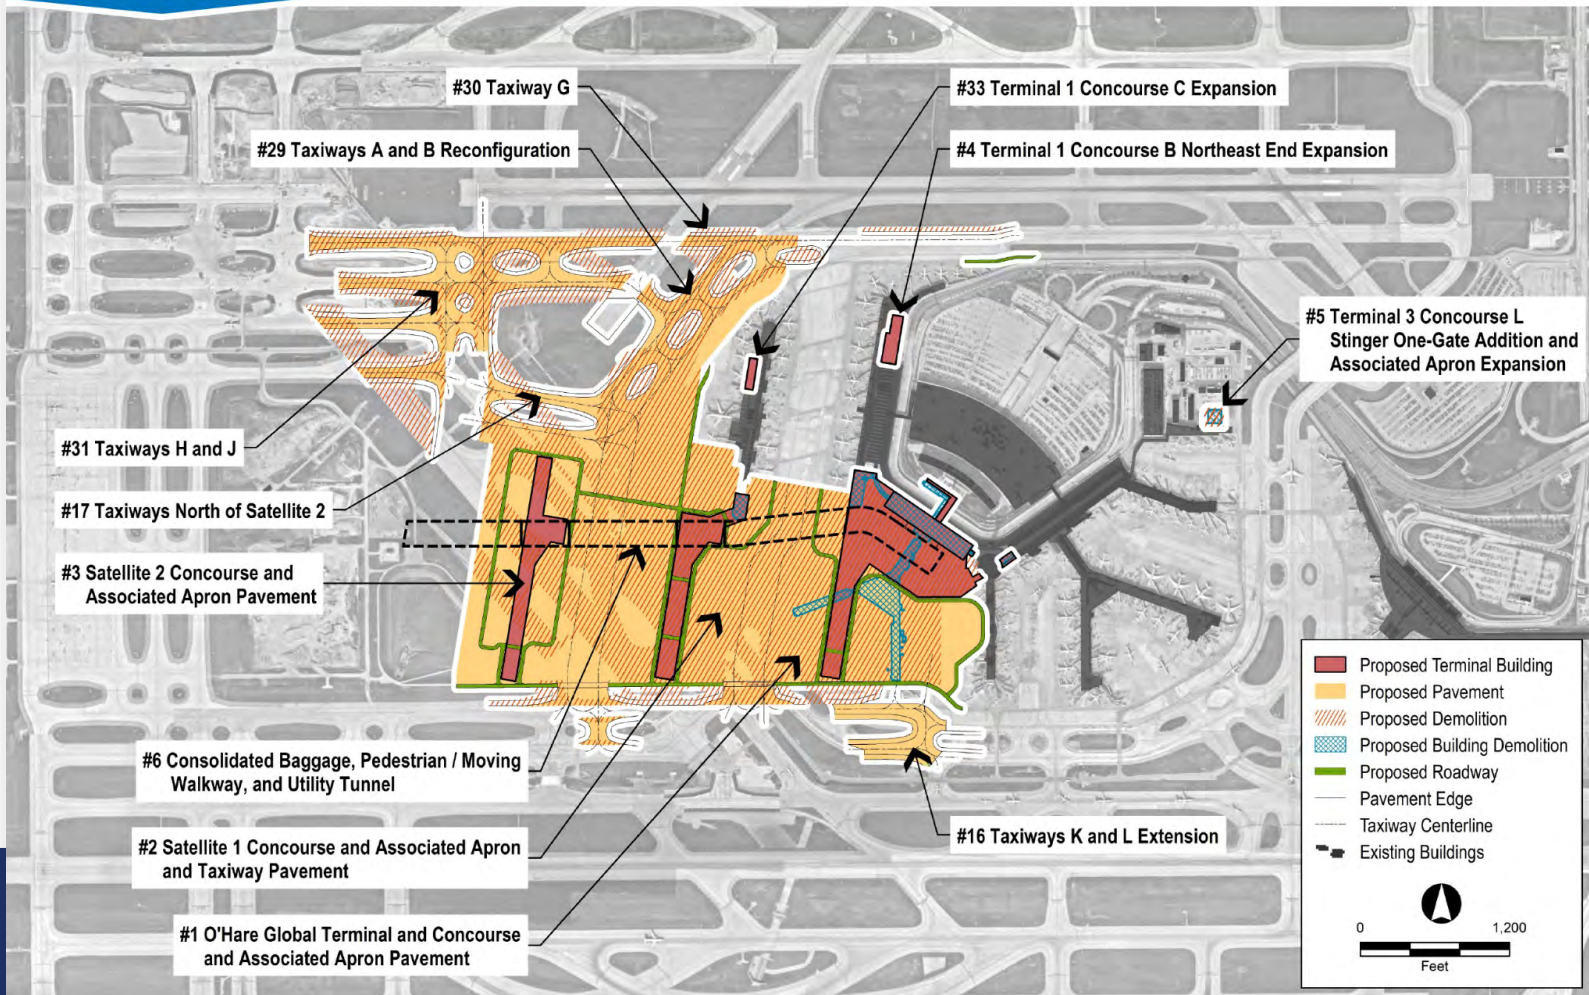 #30 Taxiway G
#33 Terminal 1 Concourse C Expansion
#29 Taxiways A and B Reconfiguration
#4 Terminal 1 Concourse B Northeast End Expansion
#5 Terminal 3 Concourse L
Stinger One-Gate Addition and
Associated Apron Expansion
#31 Taxiways H and J
#17 Taxiways North of Satellite 2
#3 Satellite 2 Concourse and
Associated Apron Pavement
#6 Consolidated Baggage, Pedestrian / Moving
Walkway, and Utility Tunnel
#2 Satellite 1 Concourse and Associated Apron
and Taxiway Pavement
#16 Taxiways K and L Extension
#1 O'Hare Global Terminal and Concourse
and Associated Apron Pavement
Proposed Terminal Building
Proposed Pavement
Proposed Demolition
Proposed Building Demolition
Proposed Roadway
Pavement Edge
Taxiway Centerline
Existing Buildings
0 1,200
Feet